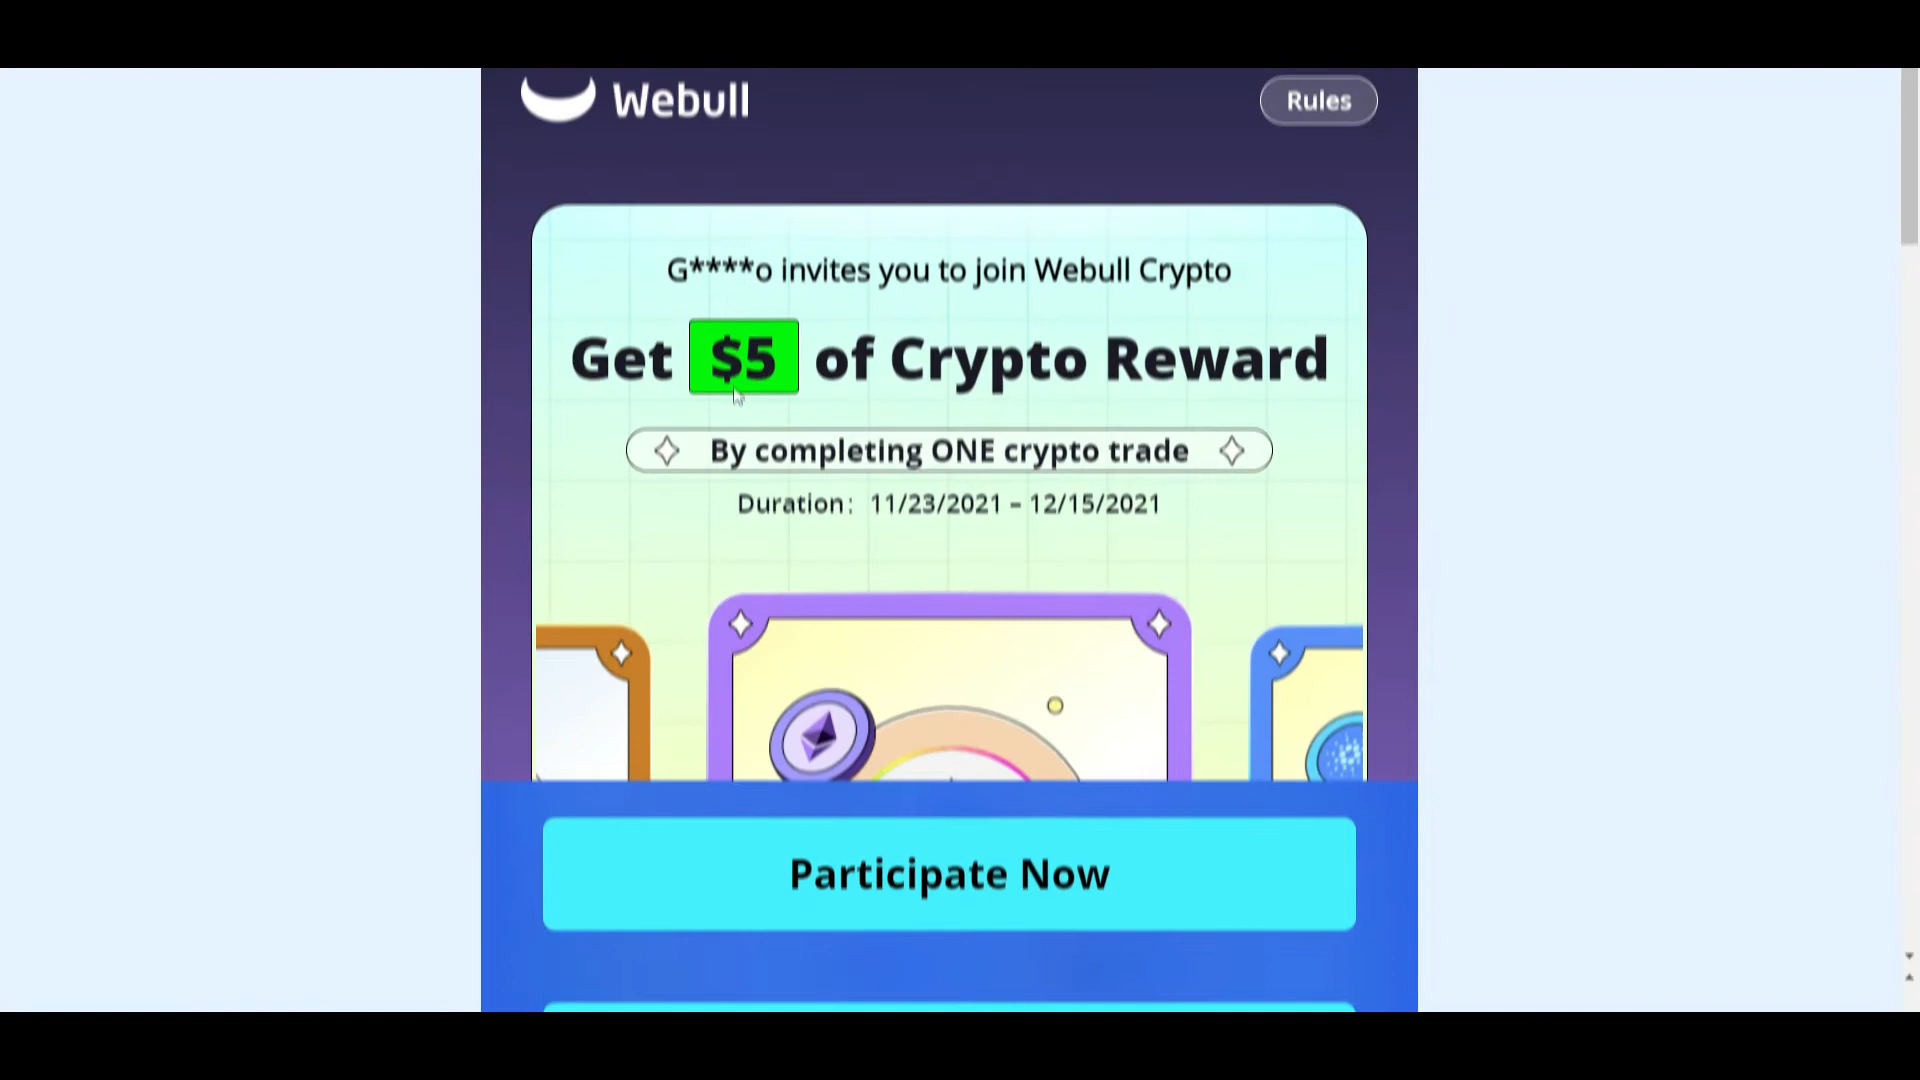 Webull
Rules
G****o invites you to join Webull Crypto
Get $5 of Crypto Reward
By completing ONE crypto trade
Duration: 11/23/2021 – 12/15/2021
Participate Now